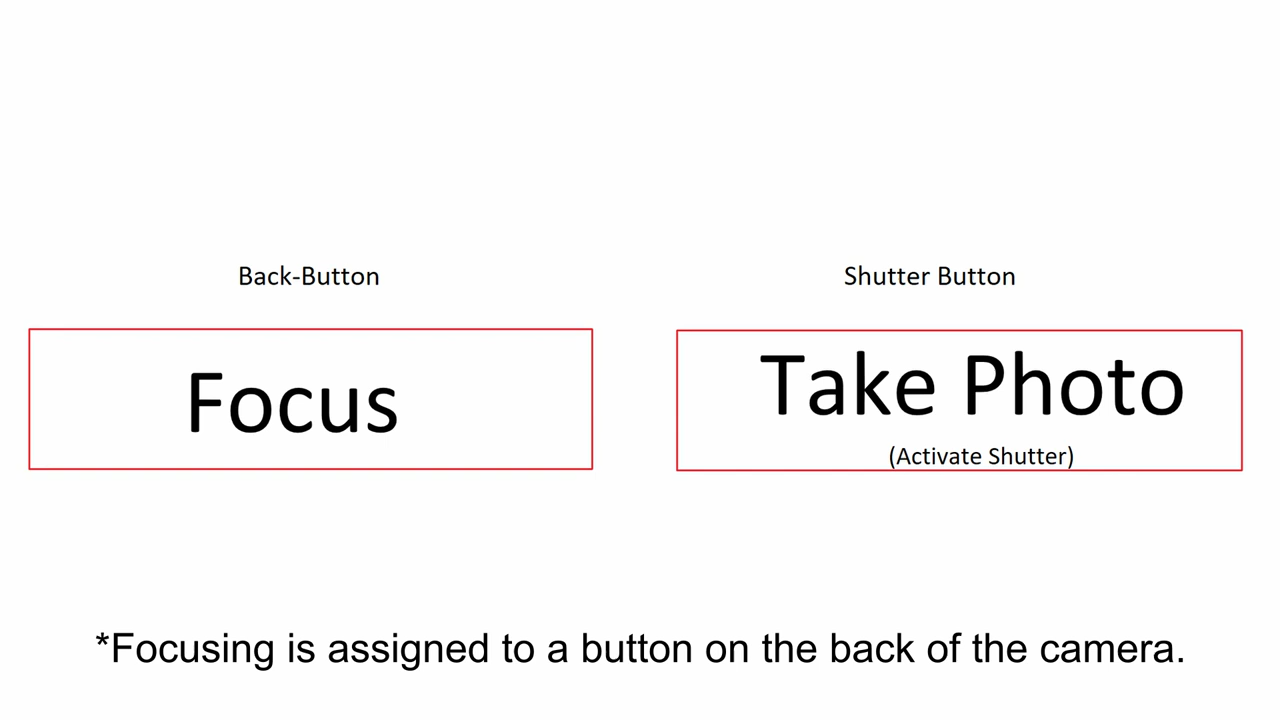 Back-Button
Shutter Button
Focus
Take Photo
(Activate Shutter)
*Focusing is assigned to a button on the back of the camera.